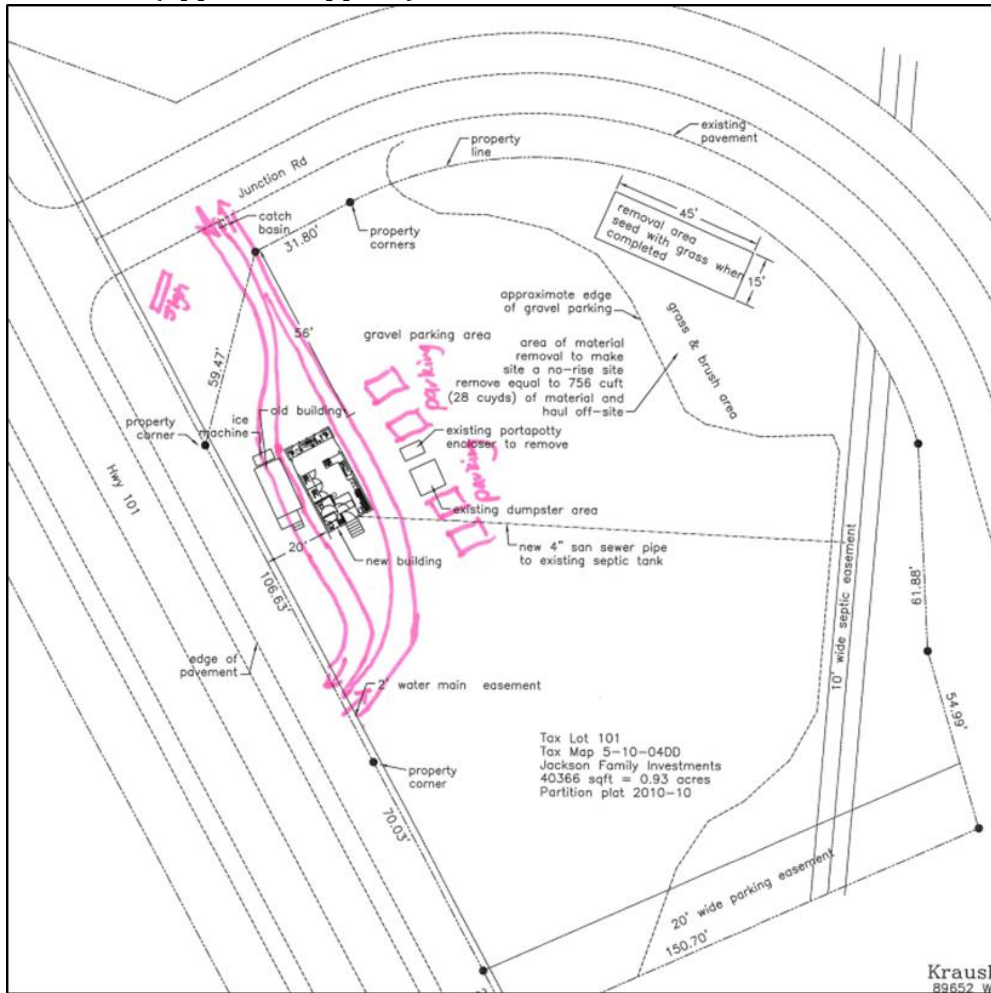 existing
pavement
property
line
Junction Rd
catch
basin
31.80'
property
corners
45'
removal area
seed with grass when
completed
15'
sign
approximate edge
of gravel parking
grass & brush area
56'
gravel parking area
59.47'
area of material
removal to make
site a no-rise site
remove equal to 756 cuft
(28 cuyds) of material and
haul off-site
parking
old building
ice
machine
property
corner
existing portapotty
encloser to remove
parking
Hwy 101
existing dumpster area
new 4" san sewer pipe
to existing septic tank
20'
new building
106.63'
61.88'
10' wide septic easement
edge of
pavement
2' water main easement
54.99'
Tax Lot 101
Tax Map 5-10-04DD
Jackson Family Investments
40366 sqft = 0.93 acres
Partition plat 2010-10
property
corner
70.03'
20' wide parking easement
150.70'
89652 W